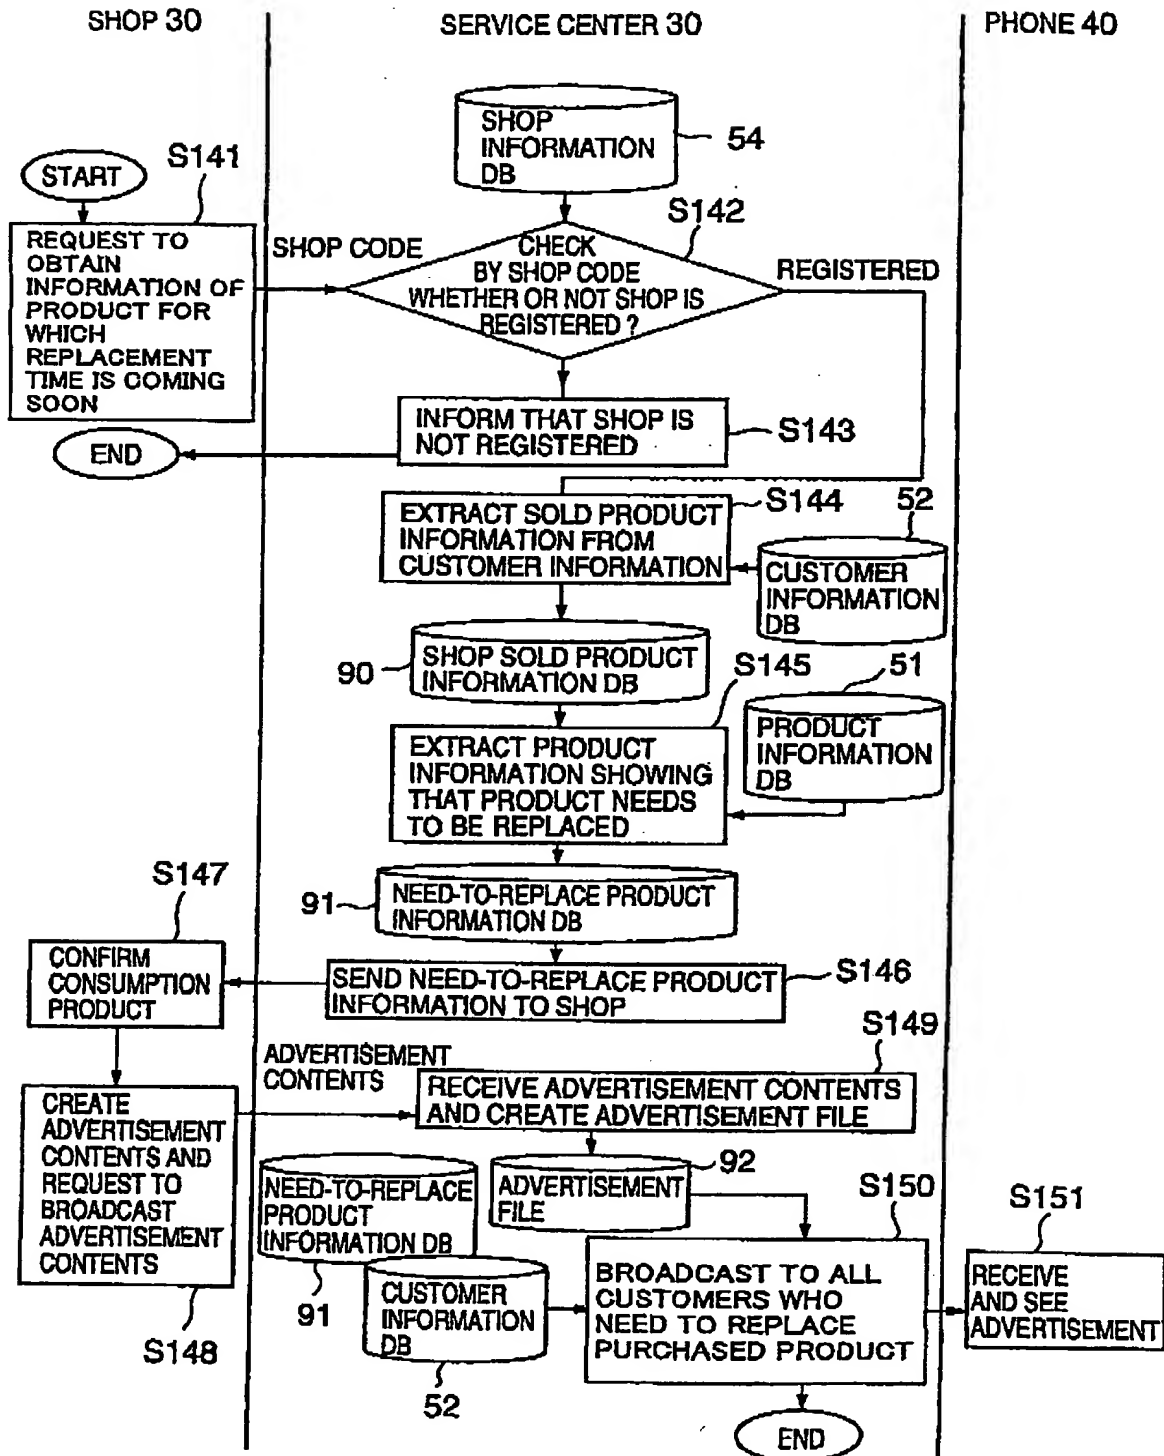 SHOP 30
SERVICE CENTER 30
PHONE 40
SHOP
INFORMATION
DB
54
START
S141
REQUEST TO
OBTAIN
INFORMATION OF
PRODUCT FOR
WHICH
REPLACEMENT
TIME IS COMING
SOON
SHOP CODE
S142
CHECK
BY SHOP CODE
WHETHER OR NOT SHOP IS
REGISTERED ?
REGISTERED
INFORM THAT SHOP IS
NOT REGISTERED
S143
END
S144
EXTRACT SOLD PRODUCT
INFORMATION FROM
CUSTOMER INFORMATION
52
CUSTOMER
INFORMATION
DB
90
SHOP SOLD PRODUCT
INFORMATION DB
S145
51
PRODUCT
INFORMATION
DB
EXTRACT PRODUCT
INFORMATION SHOWING
THAT PRODUCT NEEDS
TO BE REPLACED
91
NEED-TO-REPLACE PRODUCT
INFORMATION DB
S147
CONFIRM
CONSUMPTION
PRODUCT
SEND NEED-TO-REPLACE PRODUCT
INFORMATION TO SHOP
S146
S149
ADVERTISEMENT
CONTENTS
RECEIVE ADVERTISEMENT CONTENTS
AND CREATE ADVERTISEMENT FILE
CREATE
ADVERTISEMENT
CONTENTS AND
REQUEST TO
BROADCAST
ADVERTISEMENT
CONTENTS
S148
NEED-TO-REPLACE
PRODUCT
INFORMATION DB
91
92
ADVERTISEMENT
FILE
CUSTOMER
INFORMATION
DB
52
S150
BROADCAST TO ALL
CUSTOMERS WHO
NEED TO REPLACE
PURCHASED PRODUCT
S151
RECEIVE
AND SEE
ADVERTISEMENT
END